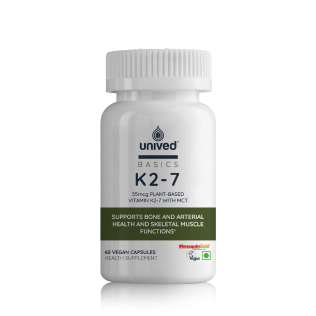 unived®
BASICS
K2-7
55mcg PLANT-BASED
VITAMIN K2-7 WITH MCT
SUPPORTS BONE AND ARTERIAL
HEALTH AND SKELETAL MUSCLE
FUNCTIONS*
60 VEGAN CAPSULES
HEALTH SUPPLEMENT
MenaquinGold
Vegan